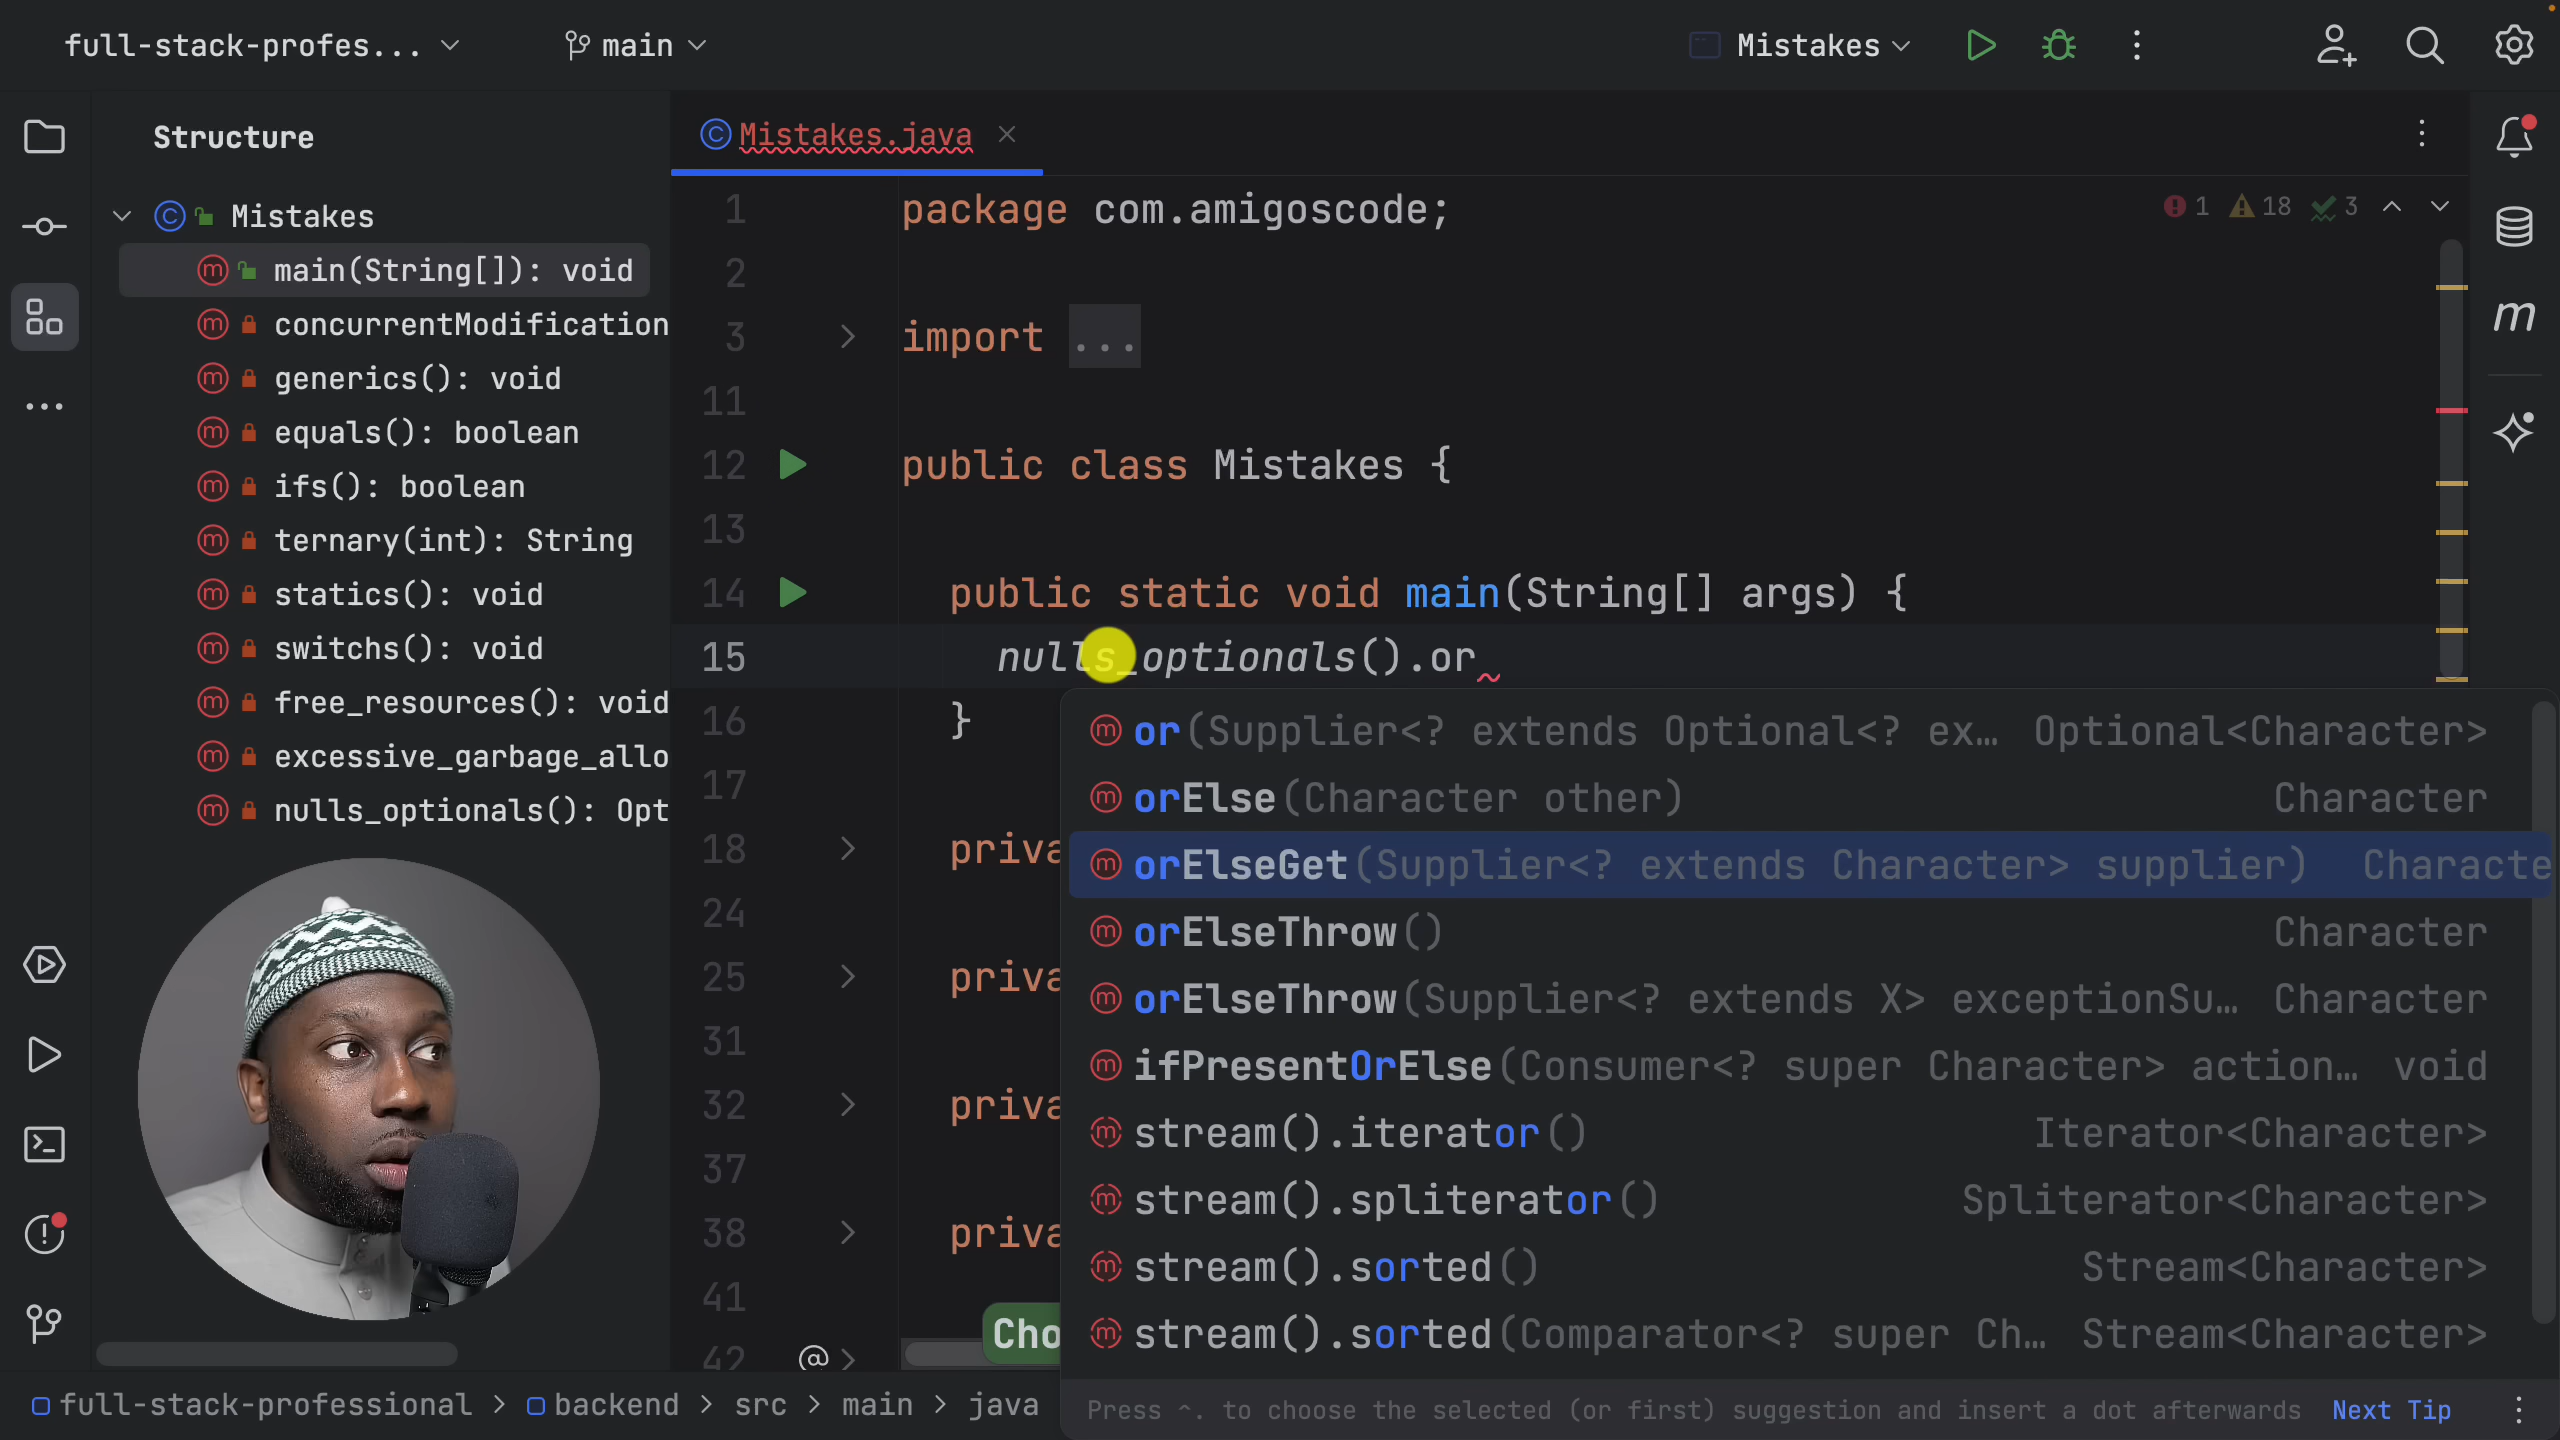 full-stack-profes...
main
Mistakes
Structure
Mistakes
main(String[]): void
concurrentModification
generics(): void
equals(): boolean
ifs(): boolean
ternary(int): String
statics(): void
switchs(): void
free_resources(): void
excessive_garbage_allo
nulls_optionals(): Opt
Mistakes.java
1 18 3
1 package com.amigoscode;
2
3 import ...
11
12 public class Mistakes {
13
14 public static void main(String[] args) {
15 nulls_optionals().or
16 }
17
18 priva
24
25 priva
31
32 priva
37
38 priva
41
42 @
Cho
or(Supplier<? extends Optional<? ex… Optional<Character>
orElse(Character other) Character
orElseGet(Supplier<? extends Character> supplier) Characte
orElseThrow() Character
orElseThrow(Supplier<? extends X> exceptionSu… Character
ifPresentOrElse(Consumer<? super Character> action… void
stream().iterator() Iterator<Character>
stream().spliterator() Spliterator<Character>
stream().sorted() Stream<Character>
stream().sorted(Comparator<? super Ch… Stream<Character>
Press ^. to choose the selected (or first) suggestion and insert a dot afterwards Next Tip
full-stack-professional > backend > src > main > java